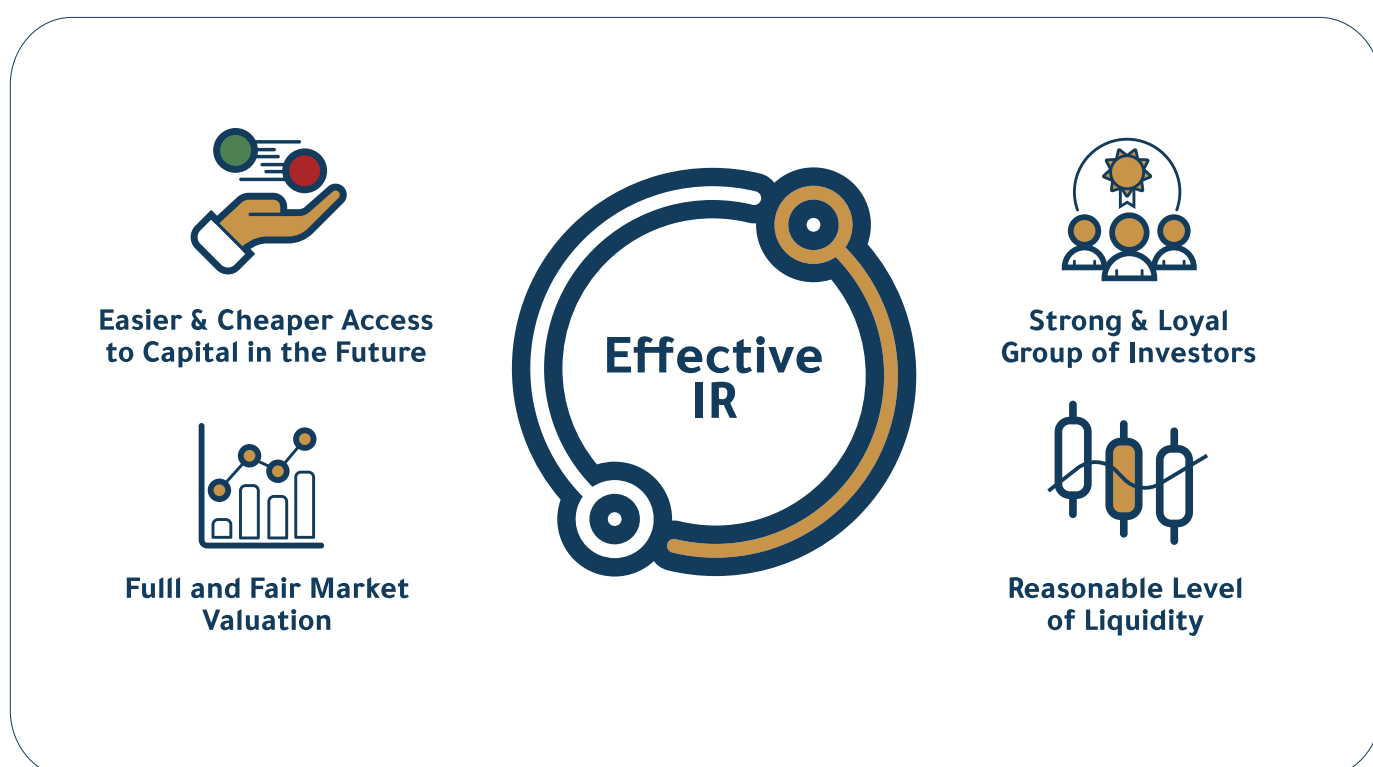 Easier & Cheaper Access
to Capital in the Future
Fulll and Fair Market
Valuation
Effective
IR
Strong & Loyal
Group of Investors
Reasonable Level
of Liquidity